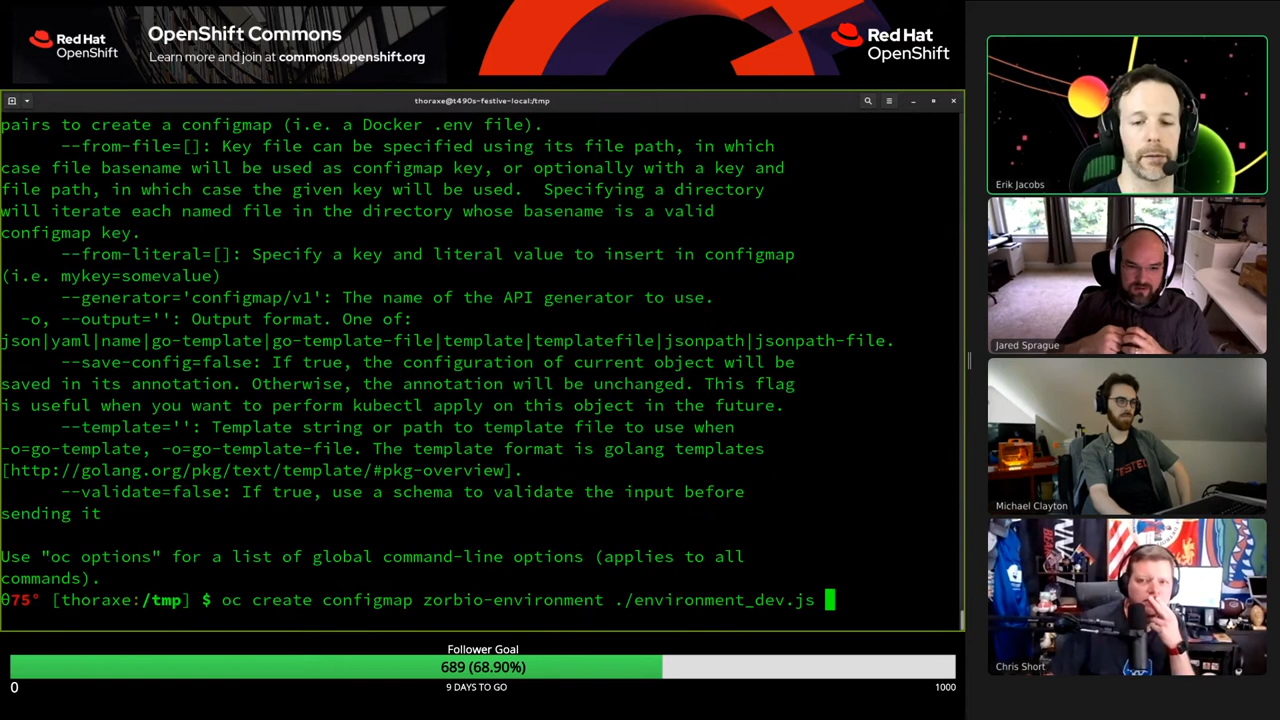 Red Hat
OpenShift
OpenShift Commons
Learn more and join at commons.openshift.org
Red Hat
OpenShift
thoraxe@t490s-festive-local:/tmp
pairs to create a configmap (i.e. a Docker .env file).
--from-file=[]: Key file can be specified using its file path, in which
case file basename will be used as configmap key, or optionally with a key and
file path, in which case the given key will be used.  Specifying a directory
will iterate each named file in the directory whose basename is a valid
configmap key.
--from-literal=[]: Specify a key and literal value to insert in configmap
(i.e. mykey=somevalue)
--generator='configmap/v1': The name of the API generator to use.
-o, --output='': Output format. One of:
json|yaml|name|go-template|go-template-file|template|templatefile|jsonpath|jsonpath-file.
--save-config=false: If true, the configuration of current object will be
saved in its annotation. Otherwise, the annotation will be unchanged. This flag
is useful when you want to perform kubectl apply on this object in the future.
--template='': Template string or path to template file to use when
-o=go-template, -o=go-template-file. The template format is golang templates
[http://golang.org/pkg/text/template/#pkg-overview].
--validate=false: If true, use a schema to validate the input before
sending it
Use "oc options" for a list of global command-line options (applies to all
commands).
θ75° [thoraxe:/tmp] $ oc create configmap zorbio-environment ./environment_dev.js
Follower Goal
689 (68.90%)
0
9 DAYS TO GO
1000
Erik Jacobs
Jared Sprague
TESTED
Michael Clayton
Chris Short